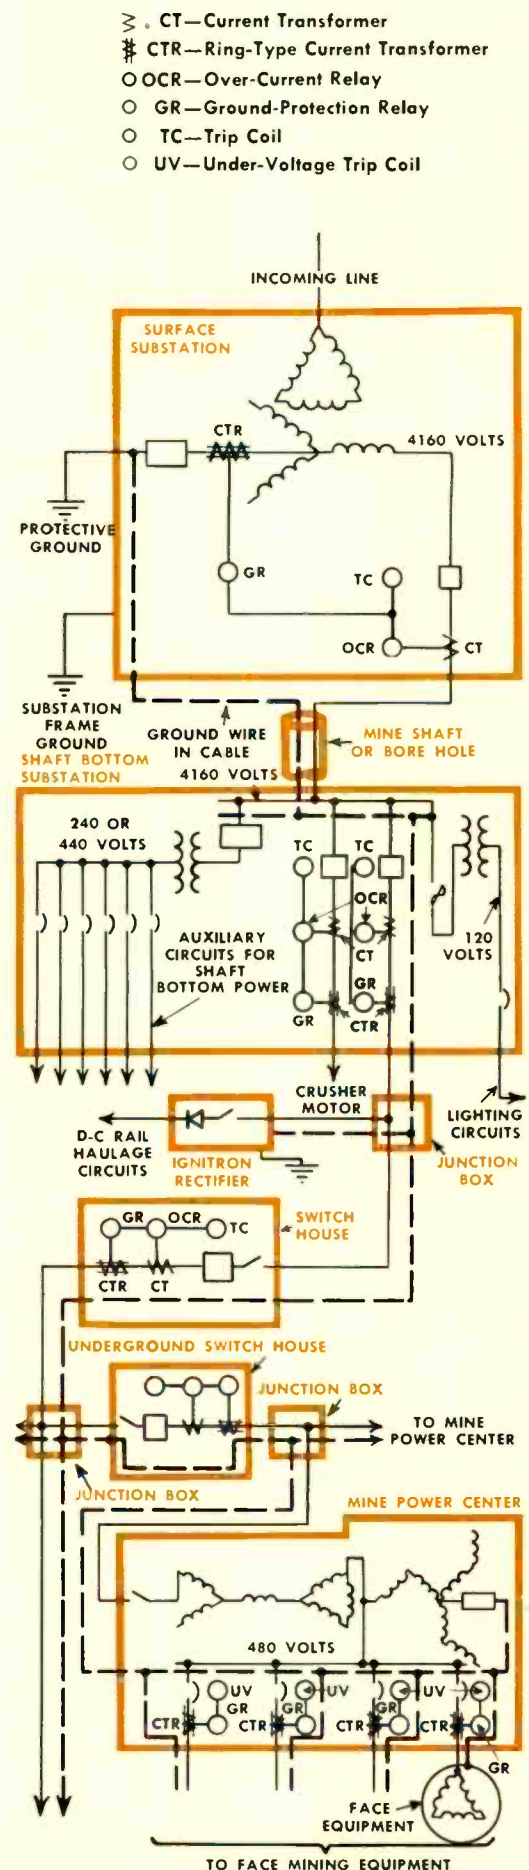 CT—Current Transformer
CTR—Ring-Type Current Transformer
OCR—Over-Current Relay
GR—Ground-Protection Relay
TC—Trip Coil
UV—Under-Voltage Trip Coil
INCOMING LINE
SURFACE
SUBSTATION
CTR
4160 VOLTS
PROTECTIVE
GROUND
GR
TC
OCR
CT
SUBSTATION
FRAME
GROUND
GROUND WIRE
IN CABLE
MINE SHAFT
OR BORE HOLE
SHAFT BOTTOM
SUBSTATION
4160 VOLTS
240 OR
440 VOLTS
TC
TC
OCR
CT
GR
GR
CTR
120
VOLTS
AUXILIARY
CIRCUITS FOR
SHAFT
BOTTOM POWER
CRUSHER
MOTOR
LIGHTING
CIRCUITS
D-C RAIL
HAULAGE
CIRCUITS
IGNITRON
RECTIFIER
JUNCTION
BOX
GR
OCR
TC
SWITCH
HOUSE
CTR
CT
UNDERGROUND SWITCH HOUSE
JUNCTION BOX
TO MINE
POWER CENTER
JUNCTION BOX
MINE POWER CENTER
480 VOLTS
UV
GR
CTR
UV
GR
CTR
UV
GR
CTR
CTR
GR
FACE
EQUIPMENT
TO FACE MINING EQUIPMENT